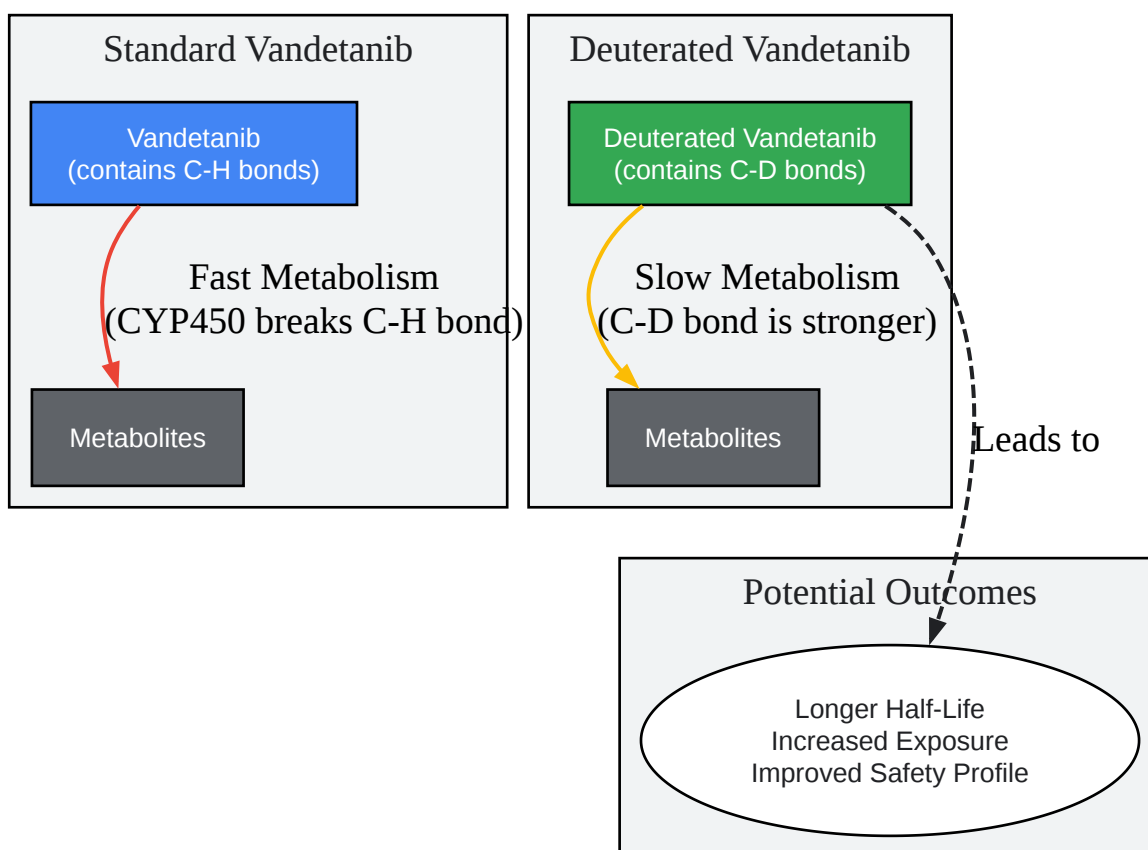 Standard Vandetanib
Vandetanib
(contains C-H bonds)
Fast Metabolism
(CYP450 breaks C-H bond)
Metabolites
Deuterated Vandetanib
Deuterated Vandetanib
(contains C-D bonds)
Slow Metabolism
(C-D bond is stronger)
Metabolites
Leads to
Potential Outcomes
Longer Half-Life
Increased Exposure
Improved Safety Profile